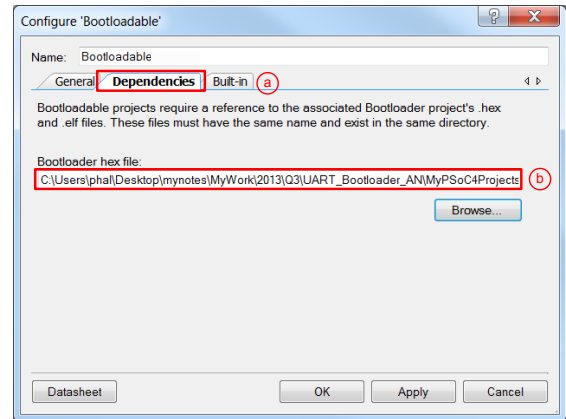 Configure 'Bootloadable'
Name: Bootloadable
General Dependencies Built-in a
Bootloadable projects require a reference to the associated Bootloader project's .hex
and .elf files. These files must have the same name and exist in the same directory.
Bootloader hex file:
C:\Users\phal\Desktop\mynotes\MyWork\2013\Q3\UART_Bootloader_AN\MyPSoC4Projects b
Browse...
Datasheet OK Apply Cancel